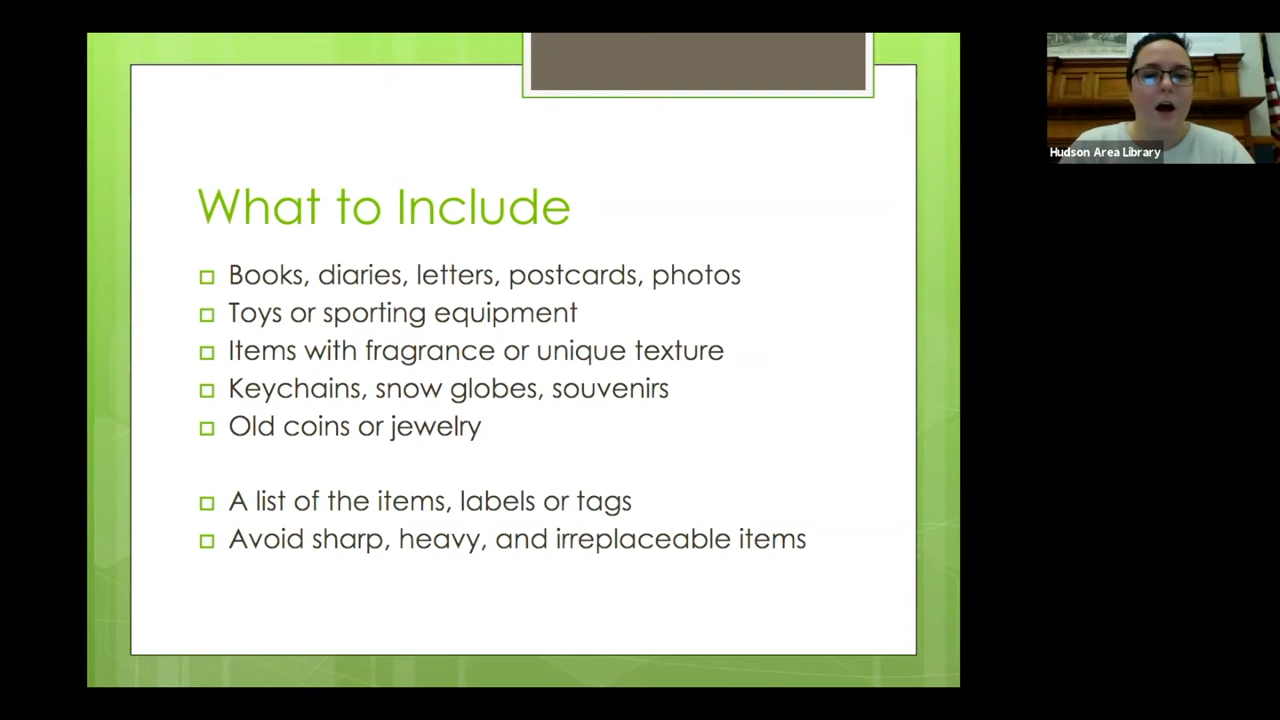 What to Include
Books, diaries, letters, postcards, photos
Toys or sporting equipment
Items with fragrance or unique texture
Keychains, snow globes, souvenirs
Old coins or jewelry
A list of the items, labels or tags
Avoid sharp, heavy, and irreplaceable items
Hudson Area Library